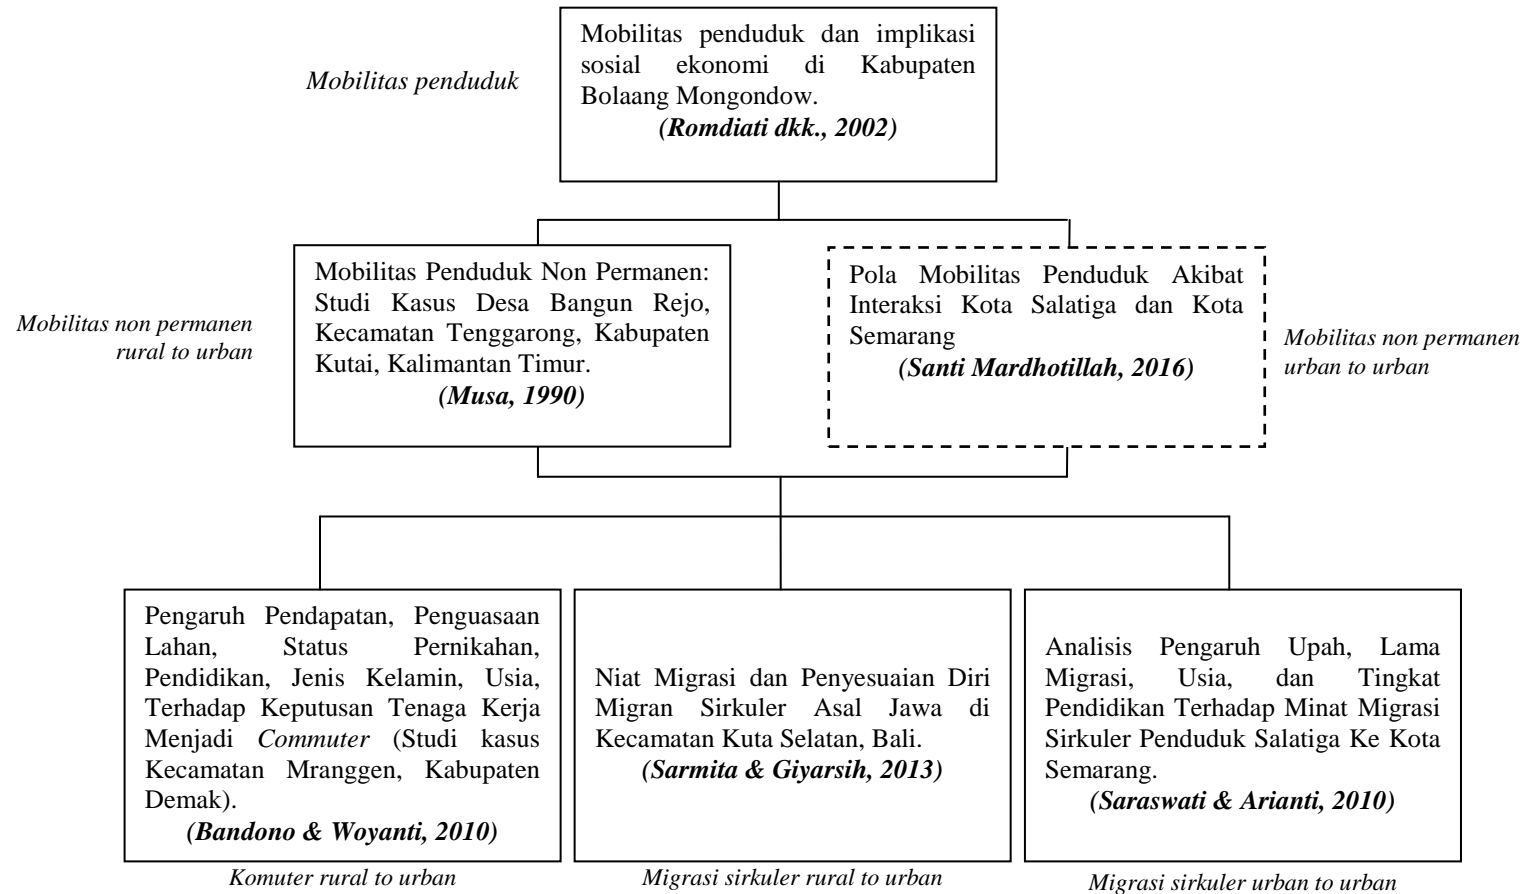 Mobilitas penduduk
Mobilitas penduduk dan implikasi
sosial ekonomi di Kabupaten
Bolaang Mongondow.
(Romdiati dkk., 2002)
Mobilitas non permanen
rural to urban
Mobilitas Penduduk Non Permanen:
Studi Kasus Desa Bangun Rejo,
Kecamatan Tenggarong, Kabupaten
Kutai, Kalimantan Timur.
(Musa, 1990)
Pola Mobilitas Penduduk Akibat
Interaksi Kota Salatiga dan Kota
Semarang
(Santi Mardhotillah, 2016)
Mobilitas non permanen
urban to urban
Pengaruh Pendapatan, Penguasaan
Lahan, Status Pernikahan,
Pendidikan, Jenis Kelamin, Usia,
Terhadap Keputusan Tenaga Kerja
Menjadi Commuter (Studi kasus
Kecamatan Mranggen, Kabupaten
Demak).
(Bandono & Woyanti, 2010)
Komuter rural to urban
Niat Migrasi dan Penyesuaian Diri
Migran Sirkuler Asal Jawa di
Kecamatan Kuta Selatan, Bali.
(Sarmita & Giyarsih, 2013)
Migrasi sirkuler rural to urban
Analisis Pengaruh Upah, Lama
Migrasi, Usia, dan Tingkat
Pendidikan Terhadap Minat Migrasi
Sirkuler Penduduk Salatiga Ke Kota
Semarang.
(Saraswati & Arianti, 2010)
Migrasi sirkuler urban to urban